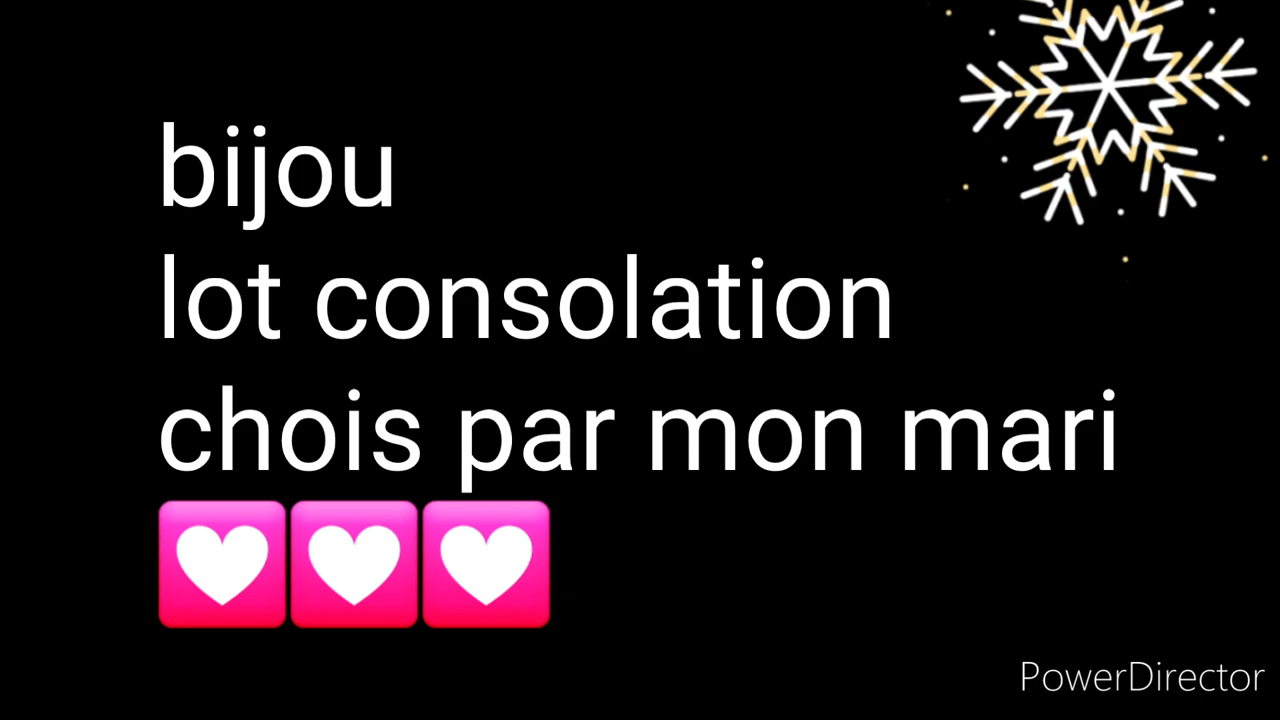 bijou
lot consolation
chois par mon mari
💟💟💟
PowerDirector